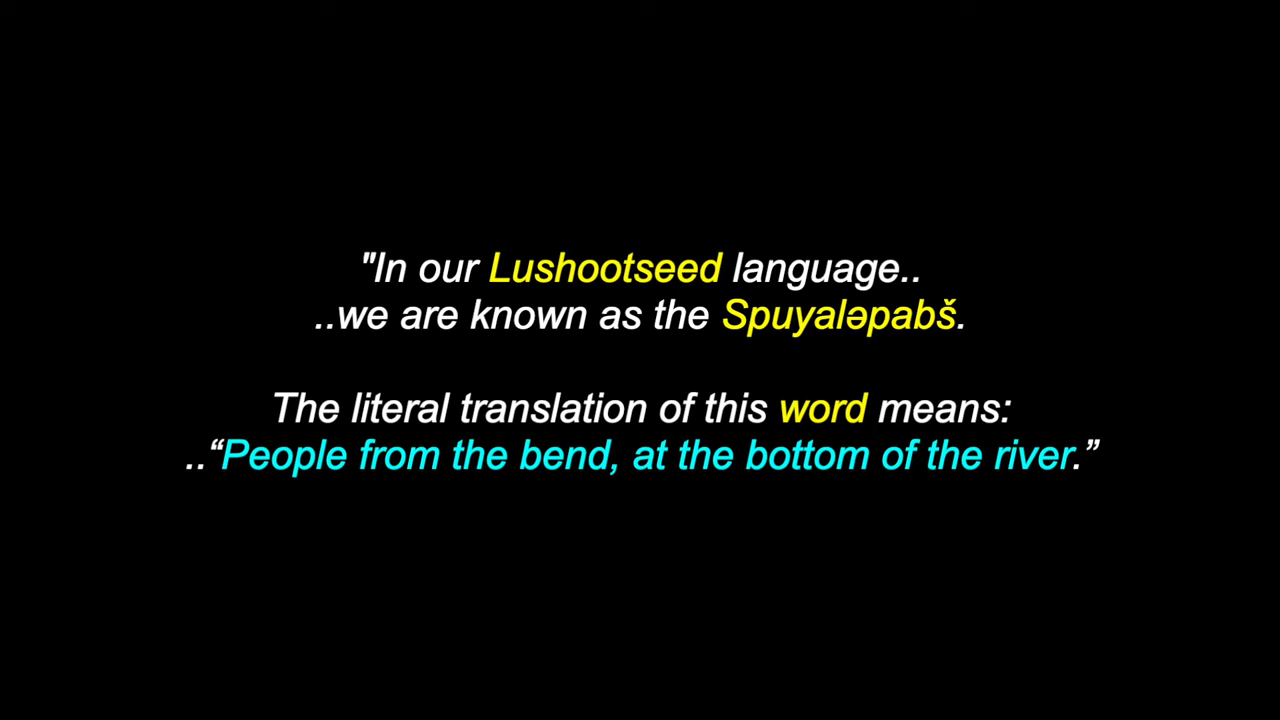 "In our Lushootseed language..
..we are known as the Spuyaləpabš.
The literal translation of this word means:
..“People from the bend, at the bottom of the river.”